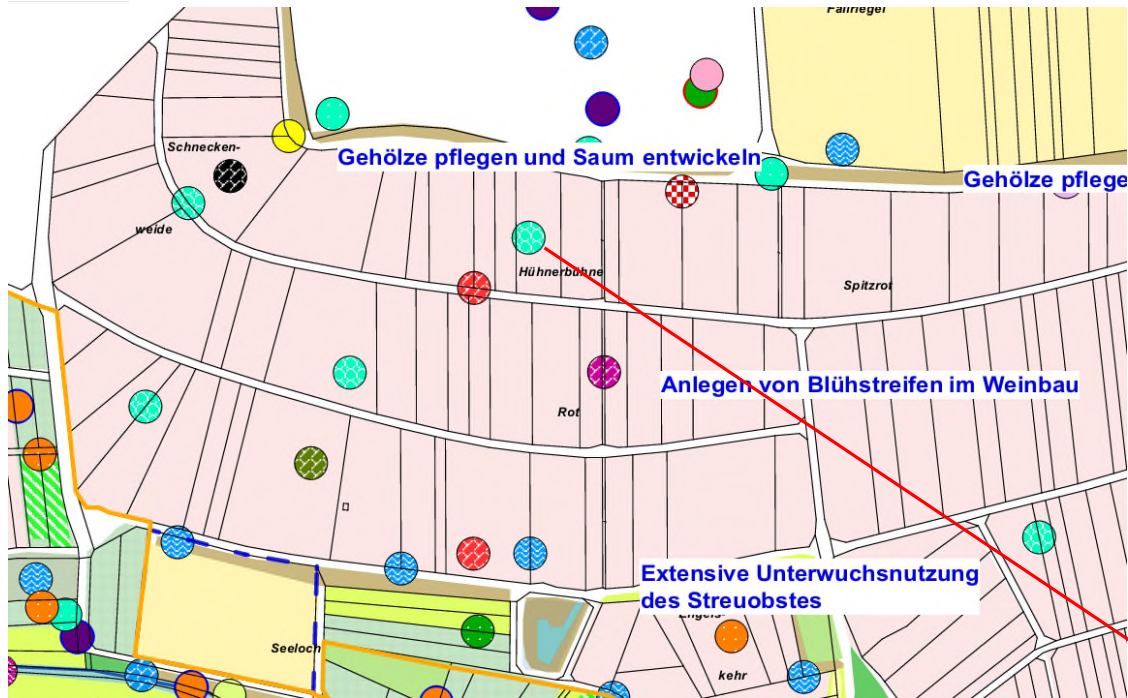 Fallriegel
Schnecken-
Gehölze pflegen und Saum entwickeln
Gehölze pflege
weide
Hühnerbühne
Spitzrot
Anlegen von Blühstreifen im Weinbau
Rot
Extensive Unterwuchsnutzung
des Streuobstes
Engels-
Seeloch
kehr